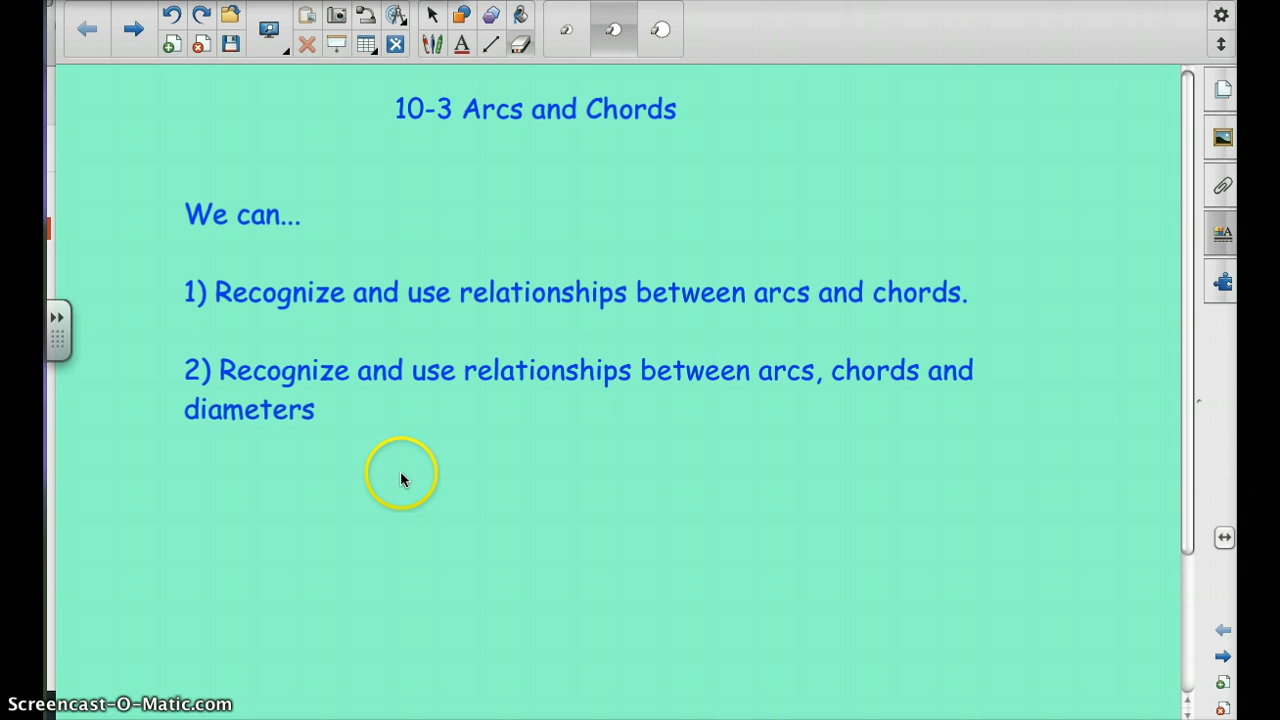 10-3 Arcs and Chords
We can...
1) Recognize and use relationships between arcs and chords.
2) Recognize and use relationships between arcs, chords and
diameters
Screencast-O-Matic.com